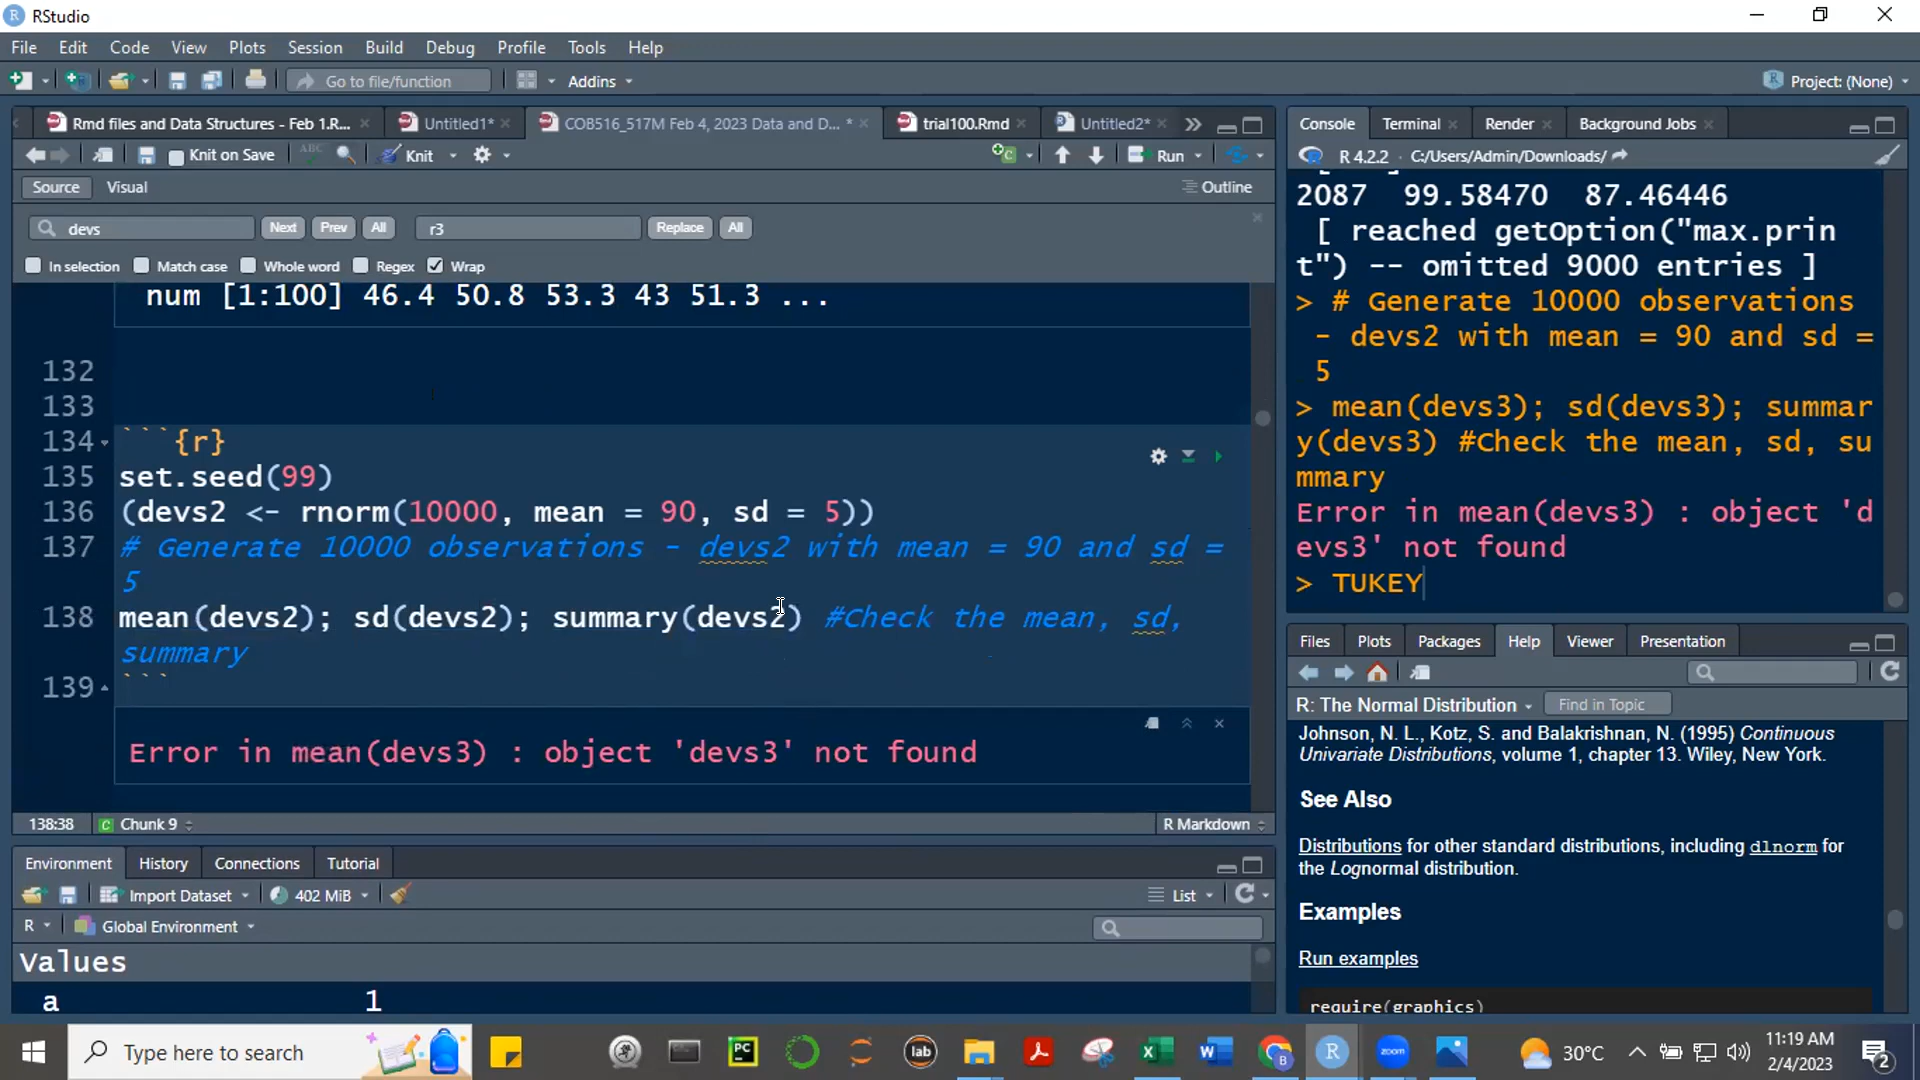 RStudio
File Edit Code View Plots Session Build Debug Profile Tools Help
Go to file/function Addins Project: (None)
Rmd files and Data Structures - Feb 1.R... Untitled1* COB516_517M Feb 4, 2023 Data and D... * trial100.Rmd Untitled2*
Knit on Save ABC Knit Run
Source Visual Outline
devs Next Prev All r3 Replace All
In selection Match case Whole word Regex Wrap
num [1:100] 46.4 50.8 53.3 43 51.3 ...
132
133
134 ```{r}
135 set.seed(99)
136 (devs2 <- rnorm(10000, mean = 90, sd = 5))
137 # Generate 10000 observations - devs2 with mean = 90 and sd =
5
138 mean(devs2); sd(devs2); summary(devs2) #Check the mean, sd,
summary
139 ```
Error in mean(devs3) : object 'devs3' not found
138:38 C Chunk 9 R Markdown
Environment History Connections Tutorial
Import Dataset 402 MiB List
R Global Environment
Values
a 1
Console Terminal Render Background Jobs
R 4.2.2 · C:/Users/Admin/Downloads/
2087 99.58470 87.46446
[ reached getOption("max.prin
t") -- omitted 9000 entries ]
> # Generate 10000 observations
- devs2 with mean = 90 and sd =
5
> mean(devs3); sd(devs3); summar
y(devs3) #Check the mean, sd, su
mmary
Error in mean(devs3) : object 'd
evs3' not found
> TUKEY
Files Plots Packages Help Viewer Presentation
R: The Normal Distribution Find in Topic
Johnson, N. L., Kotz, S. and Balakrishnan, N. (1995) Continuous
Univariate Distributions, volume 1, chapter 13. Wiley, New York.
See Also
Distributions for other standard distributions, including dlnorm for
the Lognormal distribution.
Examples
Run examples
require(graphics)
Type here to search PC lab R zoom 30°C 11:19 AM
2/4/2023 2